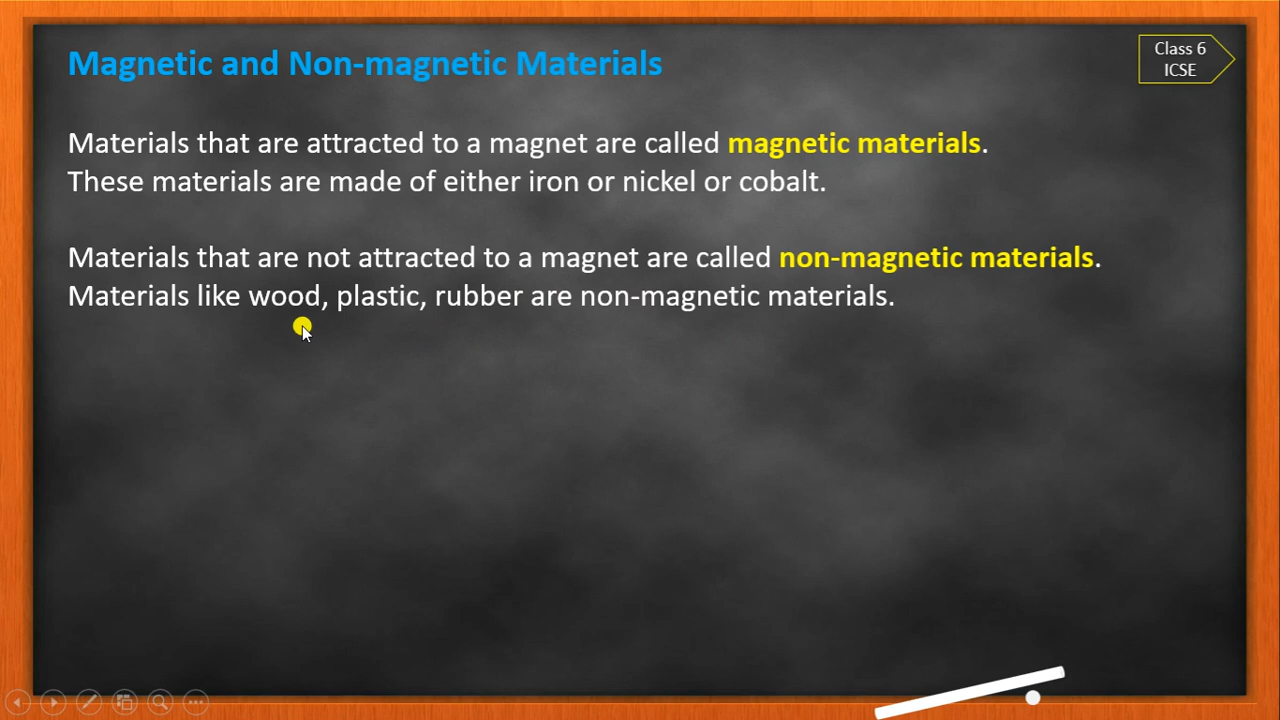 Magnetic and Non-magnetic Materials
Class 6
ICSE
Materials that are attracted to a magnet are called magnetic materials.
These materials are made of either iron or nickel or cobalt.
Materials that are not attracted to a magnet are called non-magnetic materials.
Materials like wood, plastic, rubber are non-magnetic materials.